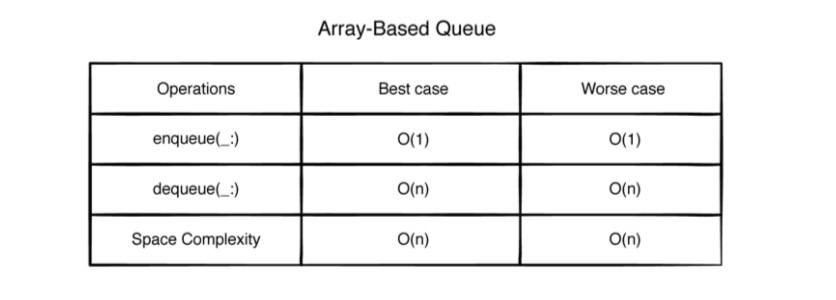 Array-Based Queue
Operations Best case Worse case
enqueue(_:) O(1) O(1)
dequeue(_:) O(n) O(n)
Space Complexity O(n) O(n)